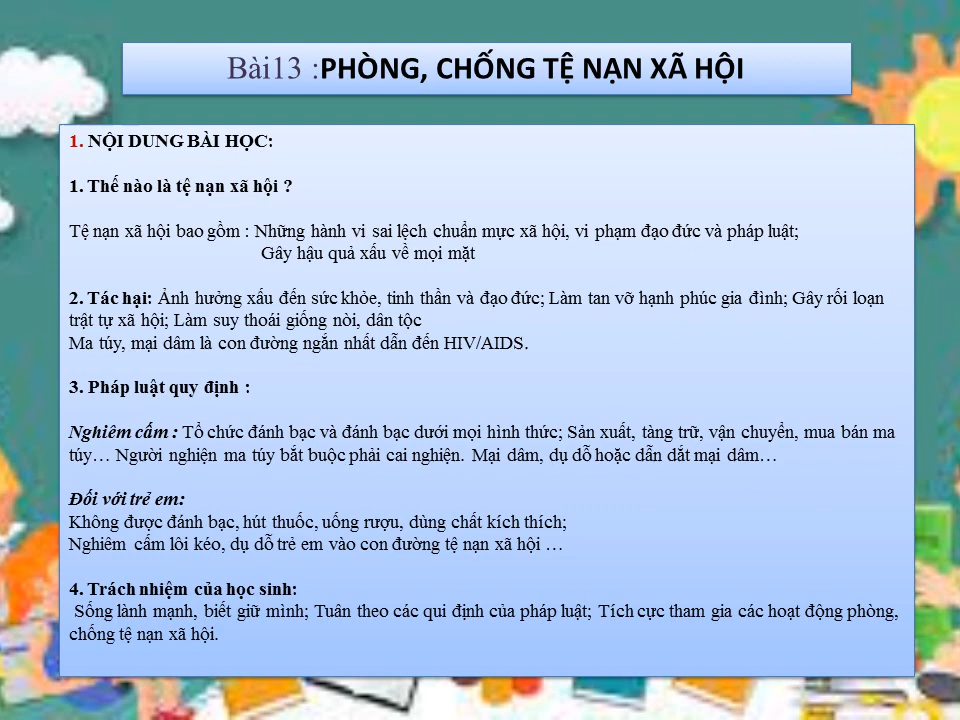 Bài13 :PHÒNG, CHỐNG TỆ NẠN XÃ HỘI
1. NỘI DUNG BÀI HỌC:
1. Thế nào là tệ nạn xã hội ?
Tệ nạn xã hội bao gồm : Những hành vi sai lệch chuẩn mực xã hội, vi phạm đạo đức và pháp luật;
Gây hậu quả xấu về mọi mặt
2. Tác hại: Ảnh hưởng xấu đến sức khỏe, tinh thần và đạo đức; Làm tan vỡ hạnh phúc gia đình; Gây rối loạn
trật tự xã hội; Làm suy thoái giống nòi, dân tộc
Ma túy, mại dâm là con đường ngắn nhất dẫn đến HIV/AIDS.
3. Pháp luật quy định :
Nghiêm cấm : Tổ chức đánh bạc và đánh bạc dưới mọi hình thức; Sản xuất, tàng trữ, vận chuyển, mua bán ma
túy… Người nghiện ma túy bắt buộc phải cai nghiện. Mại dâm, dụ dỗ hoặc dẫn dắt mại dâm…
Đối với trẻ em:
Không được đánh bạc, hút thuốc, uống rượu, dùng chất kích thích;
Nghiêm cấm lôi kéo, dụ dỗ trẻ em vào con đường tệ nạn xã hội …
4. Trách nhiệm của học sinh:
Sống lành mạnh, biết giữ mình; Tuân theo các qui định của pháp luật; Tích cực tham gia các hoạt động phòng,
chống tệ nạn xã hội.